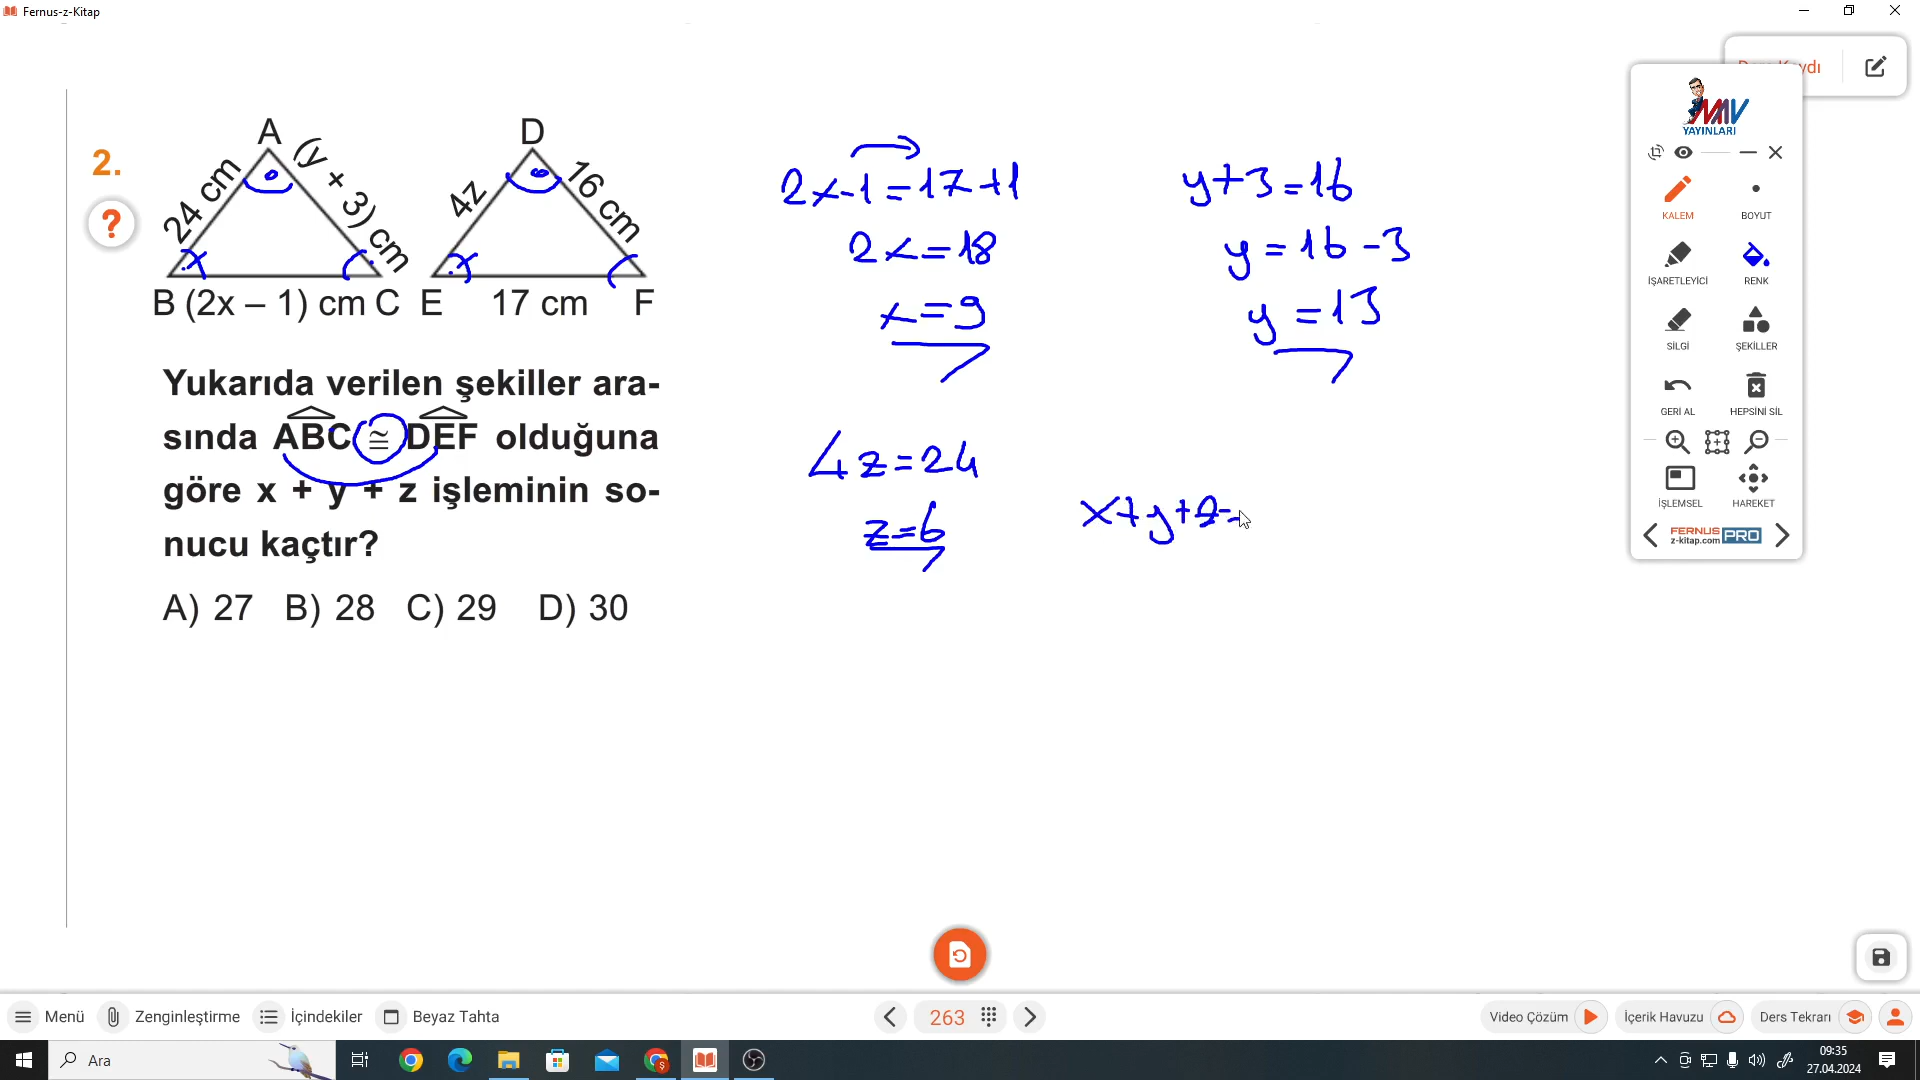 Fernus-z-Kitap
Ders Kaydı
2.
?
A
D
24 cm
(y + 3) cm
4z
16 cm
x
x
B (2x – 1) cm C
E 17 cm F
Yukarıda verilen şekiller ara-
sında ABC ≅ DEF olduğuna
göre x + y + z işleminin so-
nucu kaçtır?
A) 27 B) 28 C) 29 D) 30
2x-1=17+1
2x=18
x=9
y+3=16
y=16-3
y=13
4z=24
z=6
x+y+z=
MMV
YAYINLARI
KALEM
BOYUT
İŞARETLEYİCİ
RENK
SİLGİ
ŞEKİLLER
GERİ AL
HEPSİNİ SİL
İŞLEMSEL
HAREKET
FERNUS
z-kitap.com PRO
Menü
Zenginleştirme
İçindekiler
Beyaz Tahta
263
Video Çözüm
İçerik Havuzu
Ders Tekrarı
Ara
09:35
27.04.2024